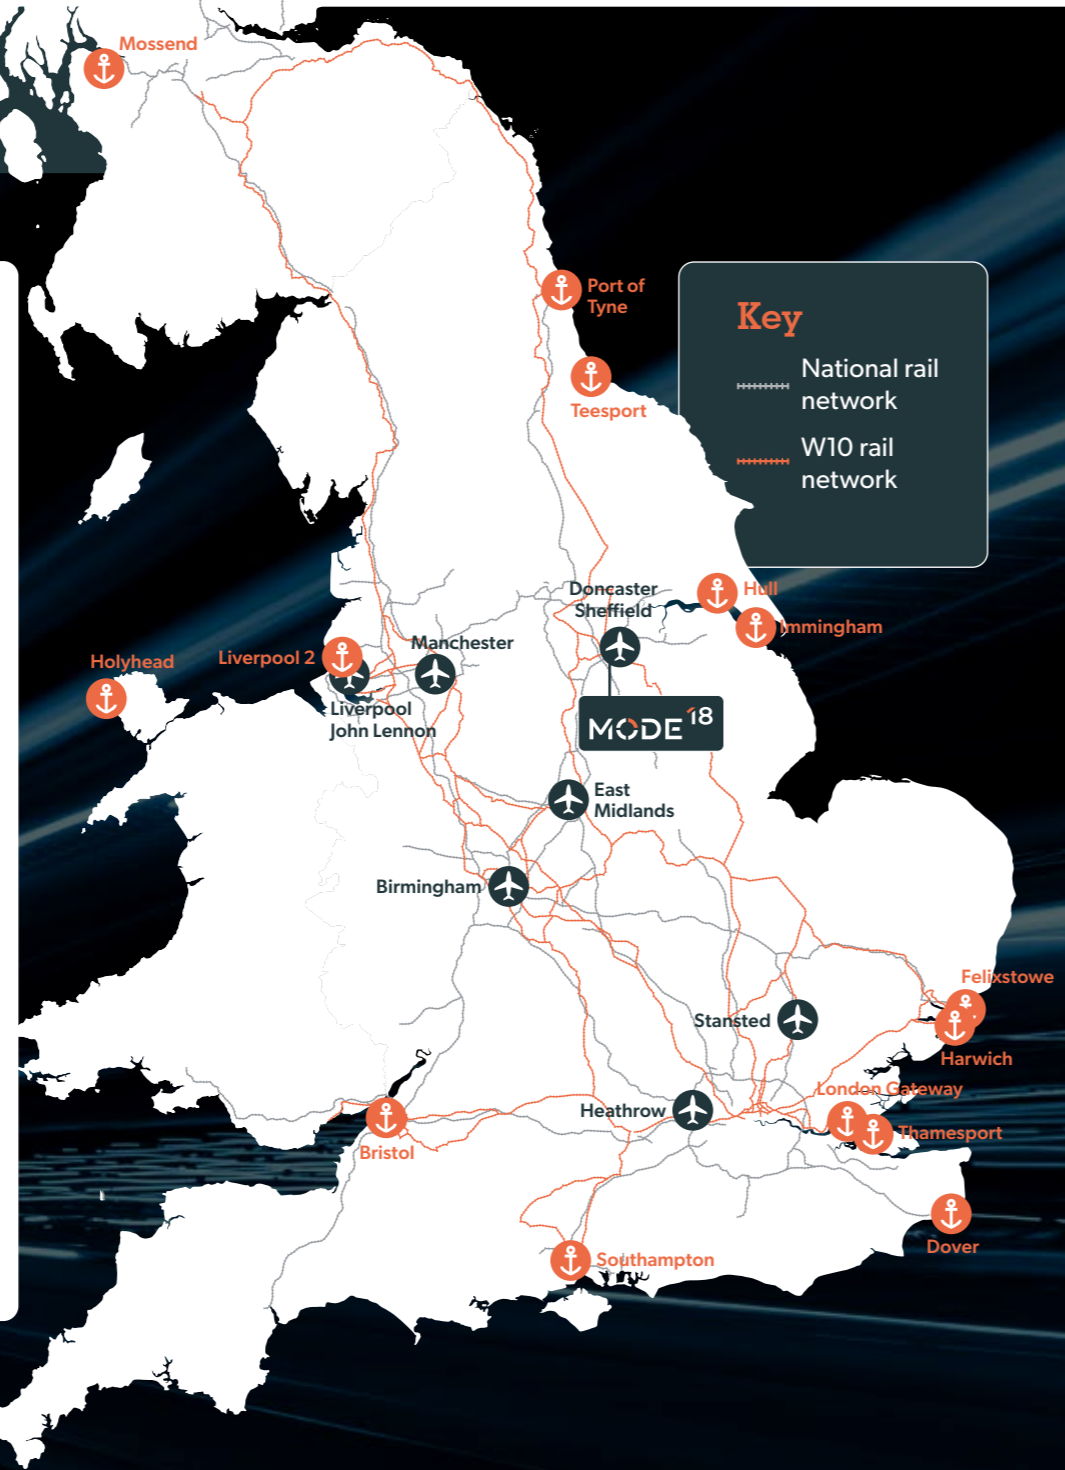 Mossend
Port of
Tyne
Key
National rail
network
W10 rail
network
Teesport
Doncaster
Sheffield
Hull
Immingham
Manchester
Liverpool 2
Holyhead
Liverpool
John Lennon
MODE 18
East
Midlands
Birmingham
Felixstowe
Stansted
Harwich
London Gateway
Heathrow
Thamesport
Bristol
Dover
Southampton